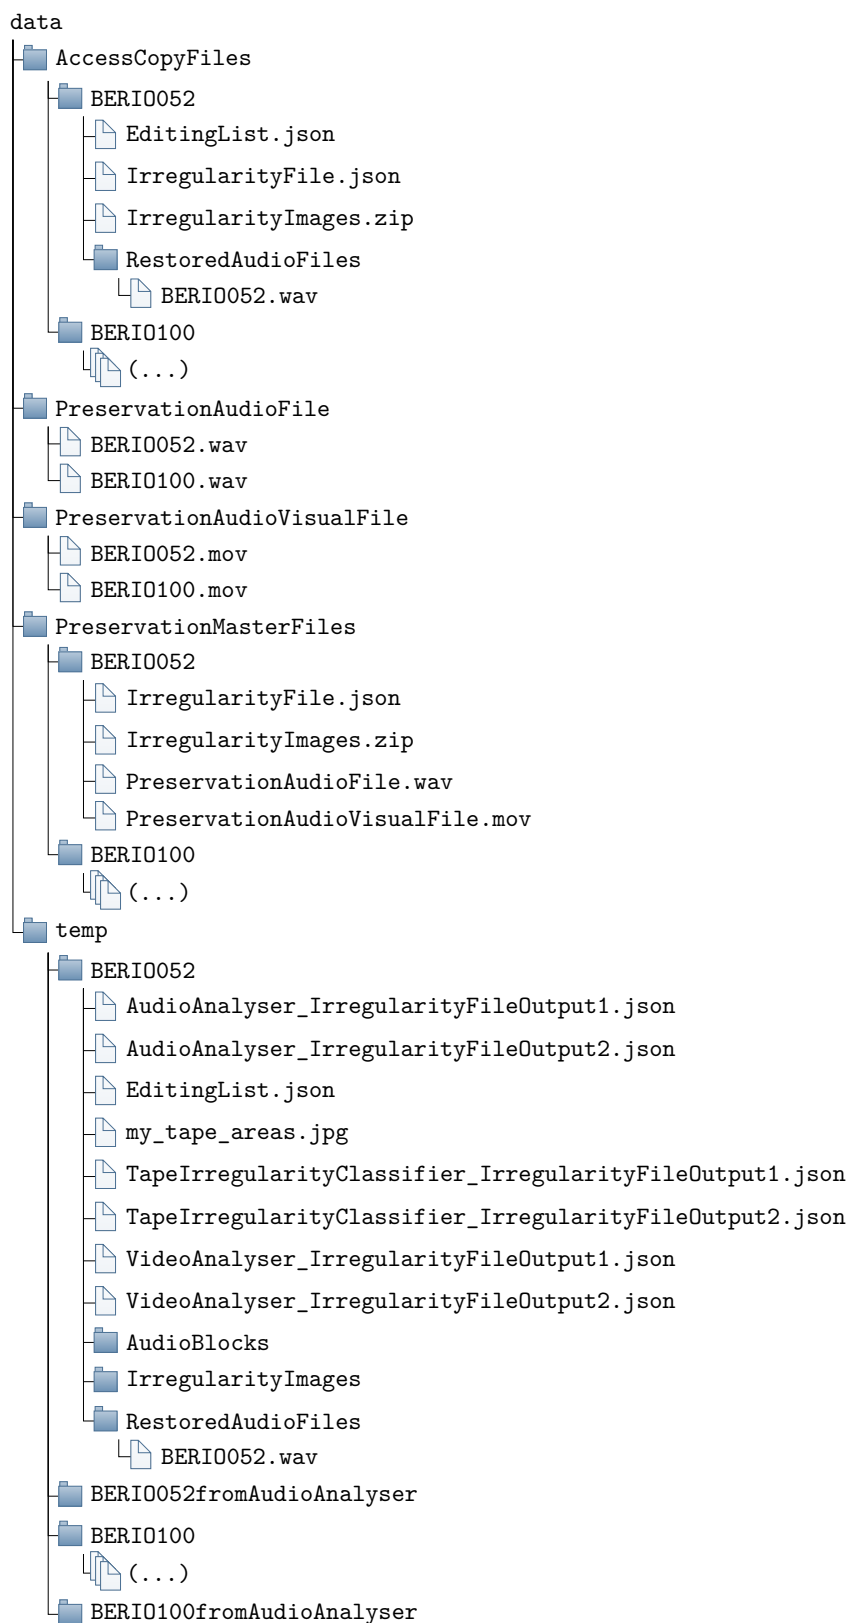 data
AccessCopyFiles
BERIO052
EditingList.json
IrregularityFile.json
IrregularityImages.zip
RestoredAudioFiles
BERIO052.wav
BERIO100
(...)
PreservationAudioFile
BERIO052.wav
BERIO100.wav
PreservationAudioVisualFile
BERIO052.mov
BERIO100.mov
PreservationMasterFiles
BERIO052
IrregularityFile.json
IrregularityImages.zip
PreservationAudioFile.wav
PreservationAudioVisualFile.mov
BERIO100
(...)
temp
BERIO052
AudioAnalyser_IrregularityFileOutput1.json
AudioAnalyser_IrregularityFileOutput2.json
EditingList.json
my_tape_areas.jpg
TapeIrregularityClassifier_IrregularityFileOutput1.json
TapeIrregularityClassifier_IrregularityFileOutput2.json
VideoAnalyser_IrregularityFileOutput1.json
VideoAnalyser_IrregularityFileOutput2.json
AudioBlocks
IrregularityImages
RestoredAudioFiles
BERIO052.wav
BERIO052fromAudioAnalyser
BERIO100
(...)
BERIO100fromAudioAnalyser